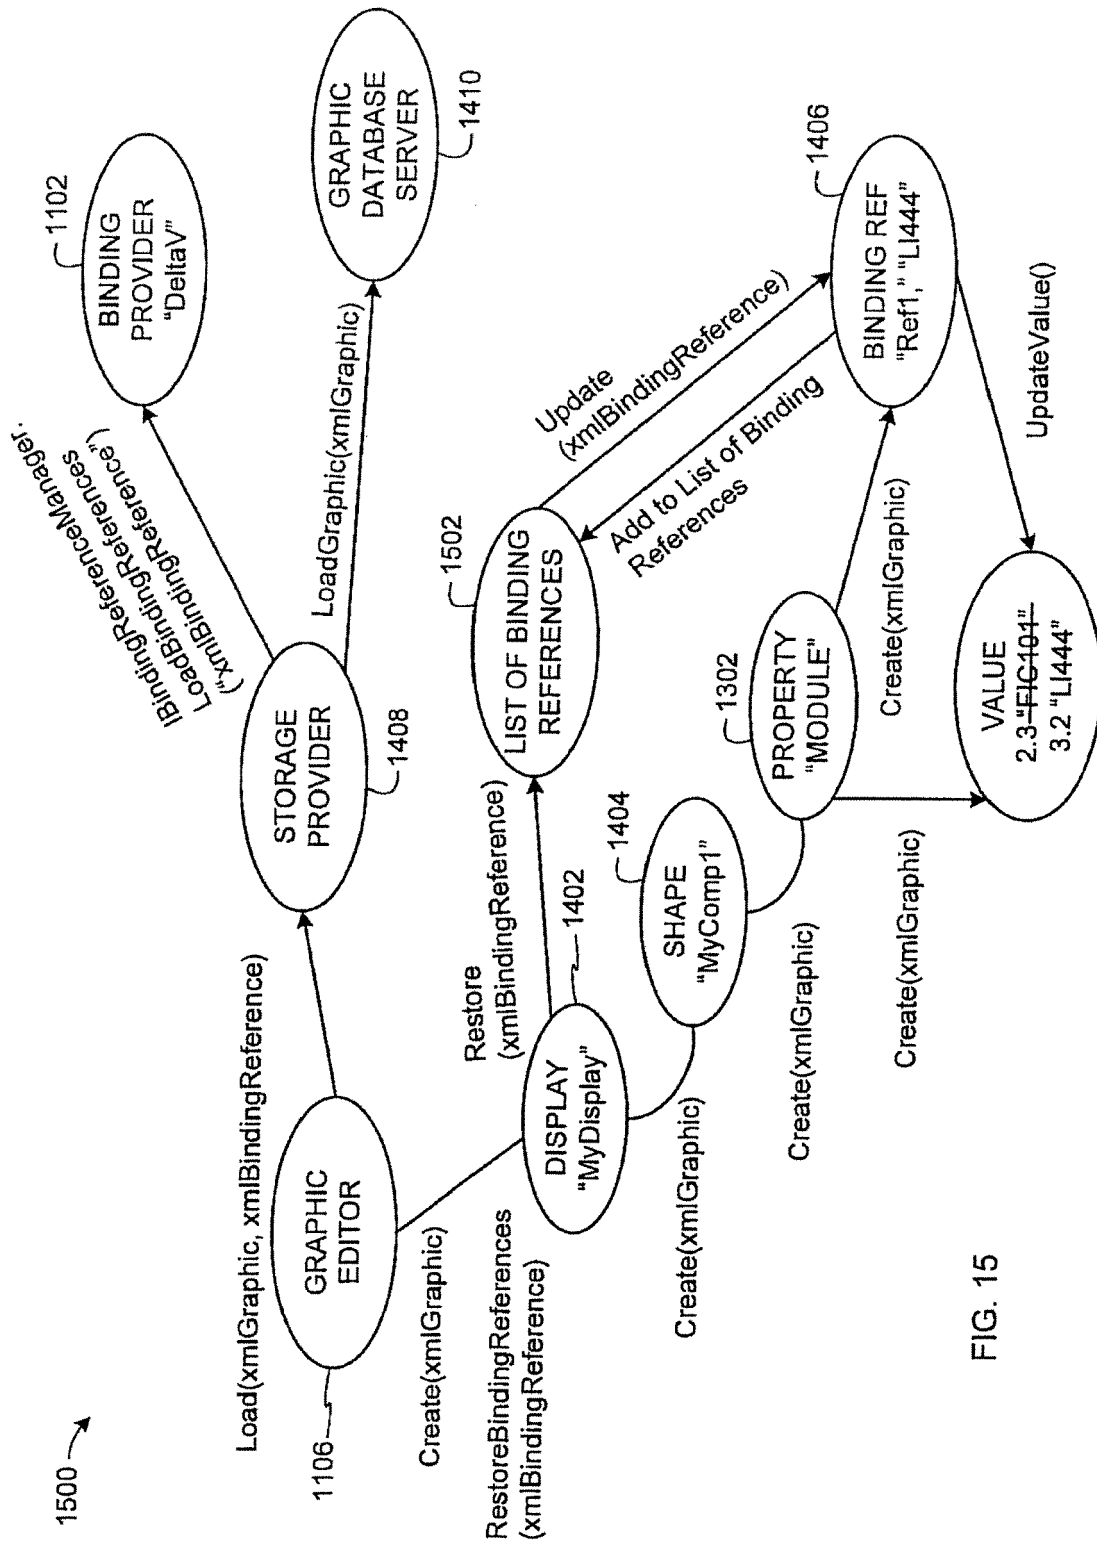 1500
1106
GRAPHIC
EDITOR
Load(xmlGraphic, xmlBindingReference)
STORAGE
PROVIDER
1408
IBindingReferenceManager.
LoadBindingReferences
("xmlBindingReference")
BINDING
PROVIDER
"DeltaV"
1102
LoadGraphic(xmlGraphic)
GRAPHIC
DATABASE
SERVER
1410
Create(xmlGraphic)
RestoreBindingReferences
(xmlBindingReference)
DISPLAY
"MyDisplay"
1402
Restore
(xmlBindingReference)
LIST OF BINDING
REFERENCES
1502
Update
(xmlBindingReference)
Add to List of Binding
References
Create(xmlGraphic)
SHAPE
"MyComp1"
1404
Create(xmlGraphic)
PROPERTY
"MODULE"
1302
Create(xmlGraphic)
BINDING REF
"Ref1," "LI444"
1406
Create(xmlGraphic)
VALUE
2.3 "FIC101"
3.2 "LI444"
UpdateValue()
FIG. 15